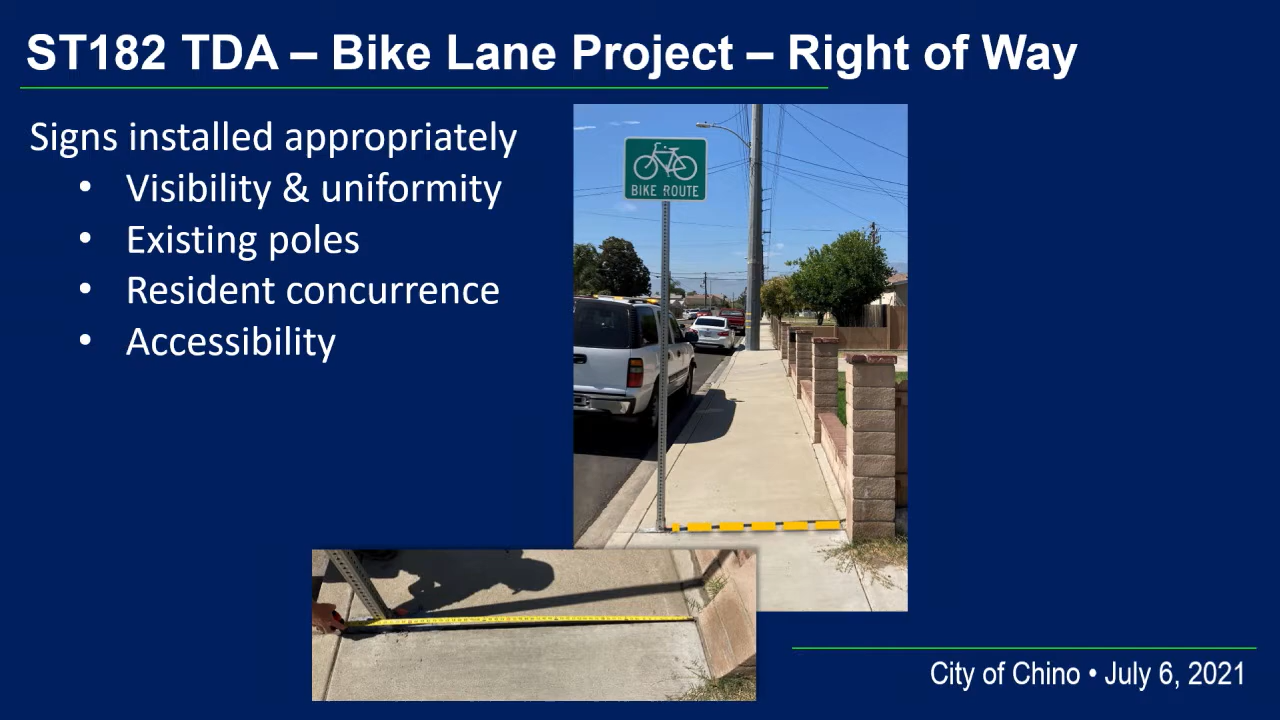 ST182 TDA – Bike Lane Project – Right of Way
Signs installed appropriately
• Visibility & uniformity
• Existing poles
• Resident concurrence
• Accessibility
BIKE ROUTE
City of Chino • July 6, 2021